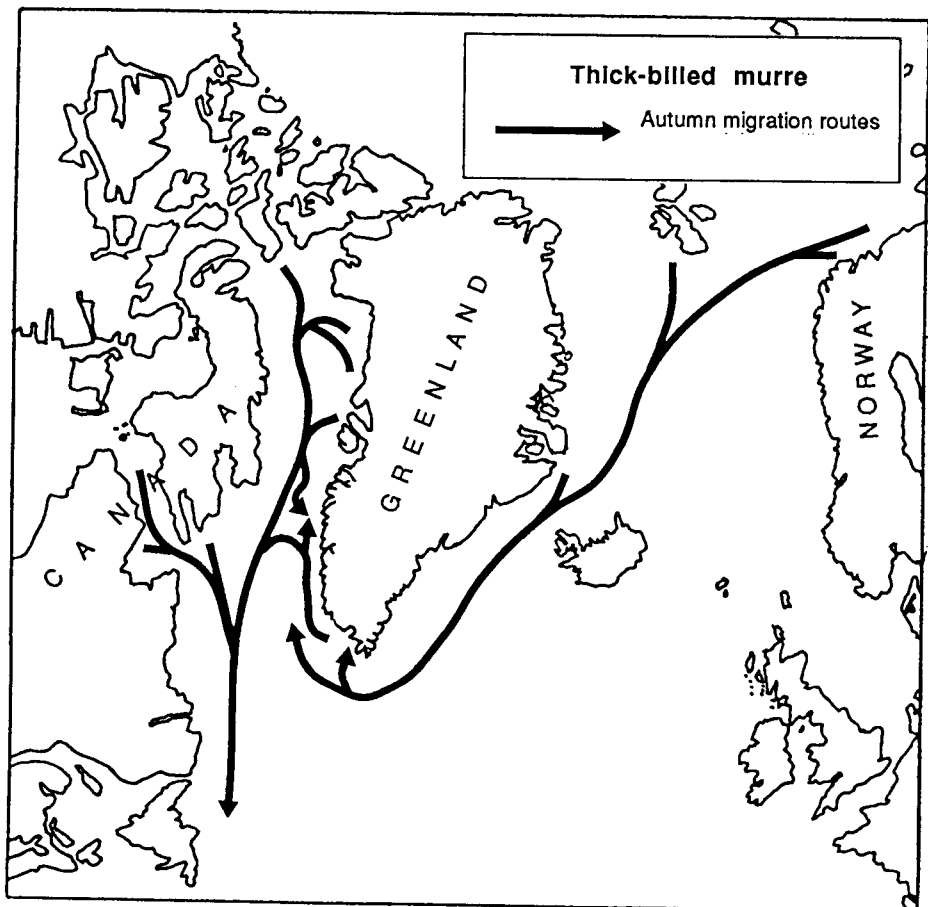 Thick-billed murre
Autumn migration routes
GREENLAND
NORWAY
CANADA